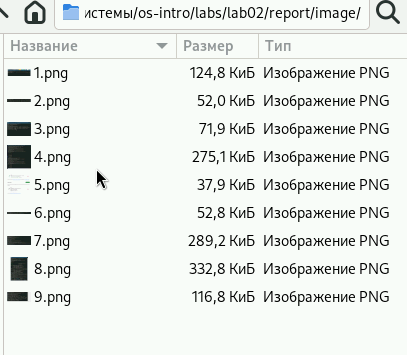 истемы/os-intro/labs/lab02/report/image/
Название Размер Тип
1.png 124,8 КиБ Изображение PNG
2.png 52,0 КиБ Изображение PNG
3.png 71,9 КиБ Изображение PNG
4.png 275,1 КиБ Изображение PNG
5.png 37,9 КиБ Изображение PNG
6.png 52,8 КиБ Изображение PNG
7.png 289,2 КиБ Изображение PNG
8.png 332,8 КиБ Изображение PNG
9.png 116,8 КиБ Изображение PNG